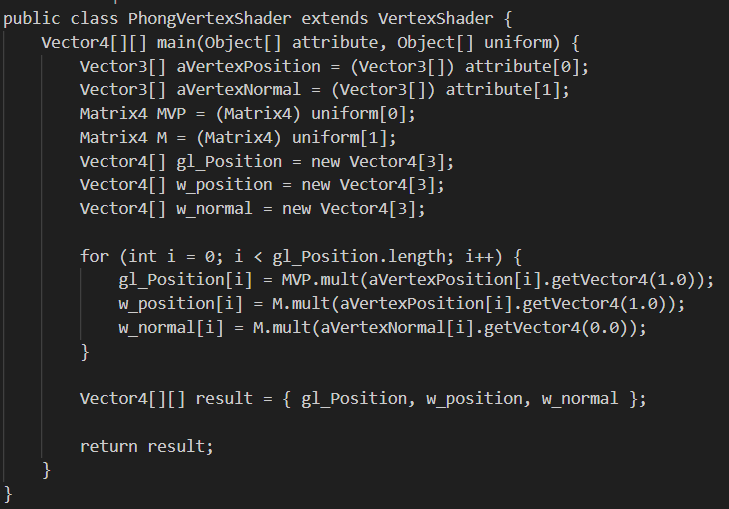 public class PhongVertexShader extends VertexShader {
    Vector4[][] main(Object[] attribute, Object[] uniform) {
        Vector3[] aVertexPosition = (Vector3[]) attribute[0];
        Vector3[] aVertexNormal = (Vector3[]) attribute[1];
        Matrix4 MVP = (Matrix4) uniform[0];
        Matrix4 M = (Matrix4) uniform[1];
        Vector4[] gl_Position = new Vector4[3];
        Vector4[] w_position = new Vector4[3];
        Vector4[] w_normal = new Vector4[3];

        for (int i = 0; i < gl_Position.length; i++) {
            gl_Position[i] = MVP.mult(aVertexPosition[i].getVector4(1.0));
            w_position[i] = M.mult(aVertexPosition[i].getVector4(1.0));
            w_normal[i] = M.mult(aVertexNormal[i].getVector4(0.0));
        }

        Vector4[][] result = { gl_Position, w_position, w_normal };

        return result;
    }
}